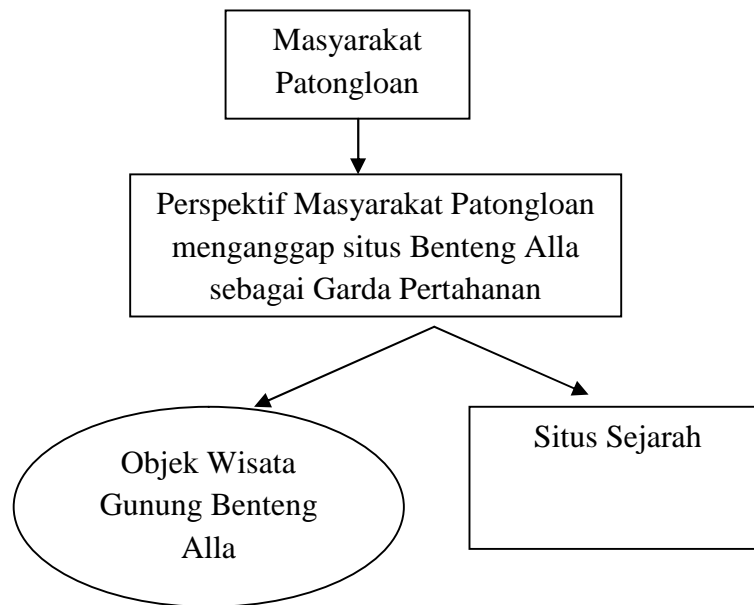 Masyarakat
Patongloan
Perspektif Masyarakat Patongloan
menganggap situs Benteng Alla
sebagai Garda Pertahanan
Objek Wisata
Gunung Benteng
Alla
Situs Sejarah